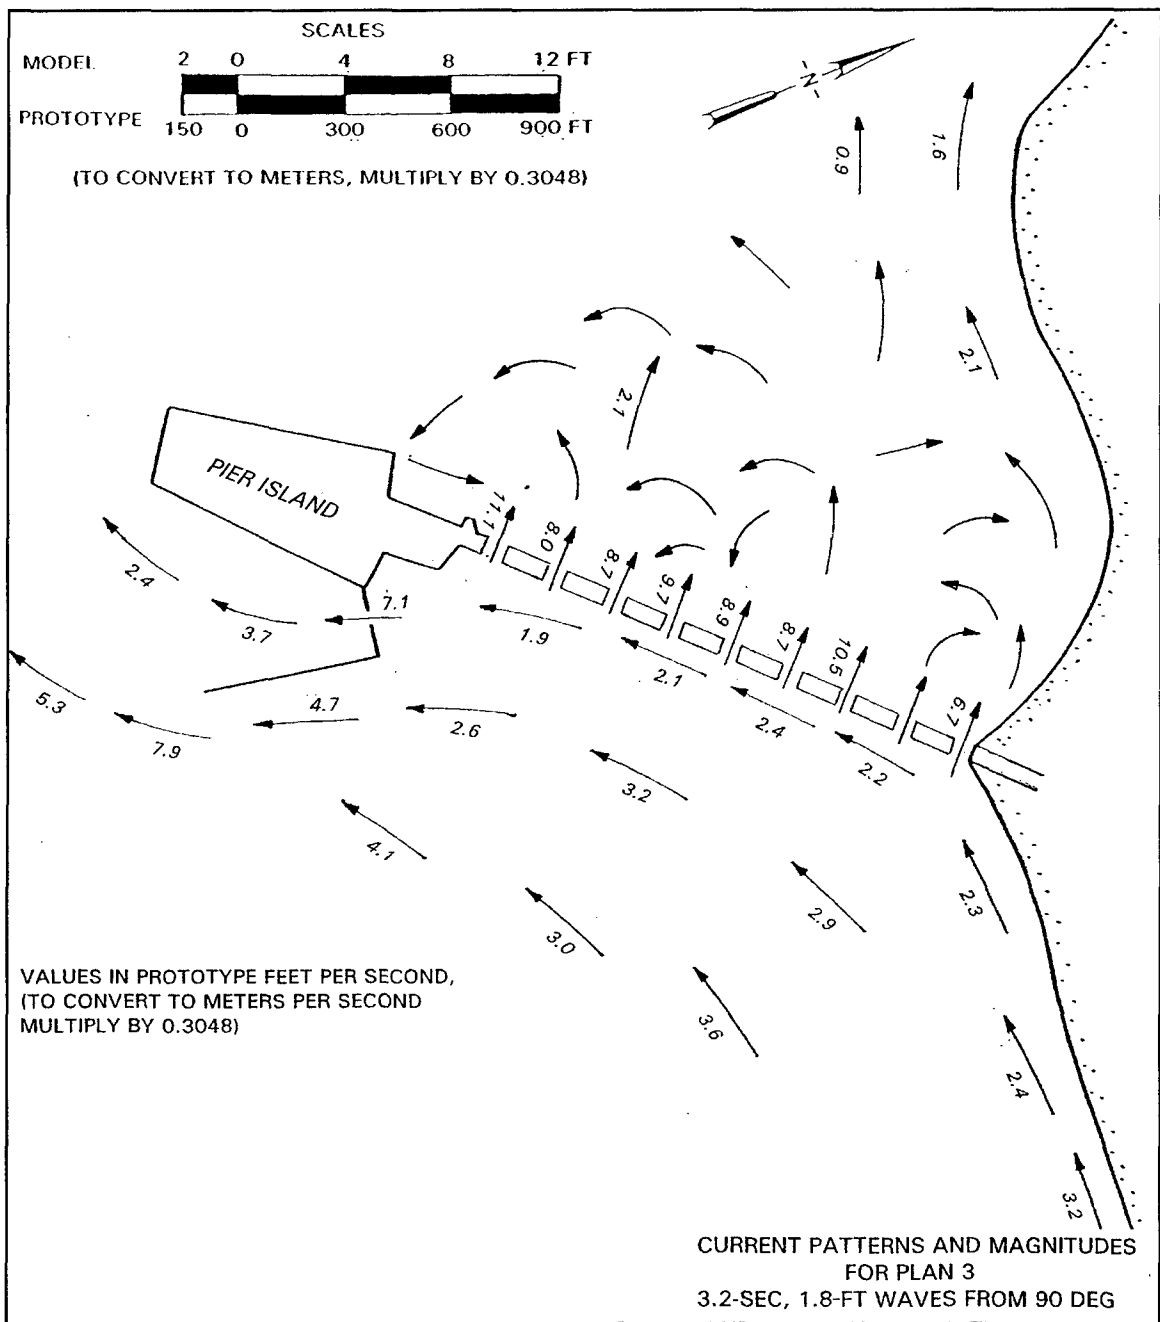 SCALES
MODEL 2 0 4 8 12 FT
PROTOTYPE 150 0 300 600 900 FT
(TO CONVERT TO METERS, MULTIPLY BY 0.3048)
-N-
0.9
1.6
2.1
2.1
PIER ISLAND
11.1
8.0
8.7
9.7
8.9
8.7
10.5
6.7
2.4
3.7
7.1
1.9
2.1
2.4
2.2
5.3
7.9
4.7
2.6
3.2
4.1
3.0
2.9
2.3
3.6
2.4
3.2
VALUES IN PROTOTYPE FEET PER SECOND,
(TO CONVERT TO METERS PER SECOND
MULTIPLY BY 0.3048)
CURRENT PATTERNS AND MAGNITUDES
FOR PLAN 3
3.2-SEC, 1.8-FT WAVES FROM 90 DEG